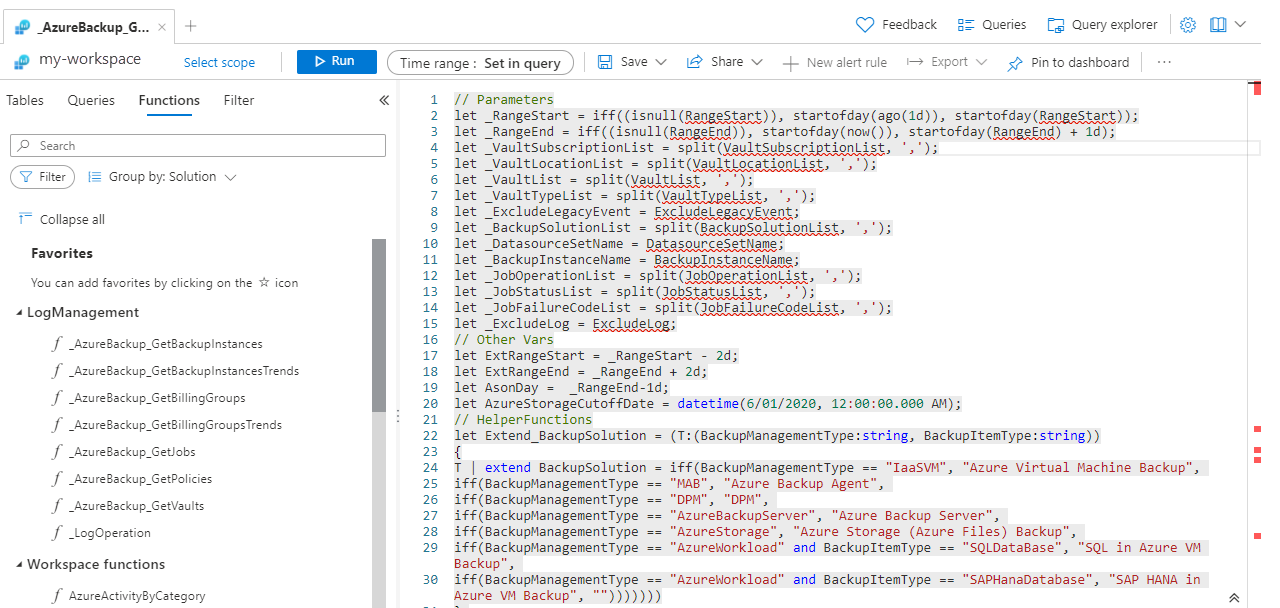 _AzureBackup_G...
Feedback
Queries
Query explorer
my-workspace
Select scope
Run
Time range : Set in query
Save
Share
New alert rule
Export
Pin to dashboard
Tables
Queries
Functions
Filter
Search
Filter
Group by: Solution
Collapse all
Favorites
You can add favorites by clicking on the ☆ icon
LogManagement
_AzureBackup_GetBackupInstances
_AzureBackup_GetBackupInstancesTrends
_AzureBackup_GetBillingGroups
_AzureBackup_GetBillingGroupsTrends
_AzureBackup_GetJobs
_AzureBackup_GetPolicies
_AzureBackup_GetVaults
_LogOperation
Workspace functions
AzureActivityByCategory
1 // Parameters
2 let _RangeStart = iff((isnull(RangeStart)), startofday(ago(1d)), startofday(RangeStart));
3 let _RangeEnd = iff((isnull(RangeEnd)), startofday(now()), startofday(RangeEnd) + 1d);
4 let _VaultSubscriptionList = split(VaultSubscriptionList, ',');
5 let _VaultLocationList = split(VaultLocationList, ',');
6 let _VaultList = split(VaultList, ',');
7 let _VaultTypeList = split(VaultTypeList, ',');
8 let _ExcludeLegacyEvent = ExcludeLegacyEvent;
9 let _BackupSolutionList = split(BackupSolutionList, ',');
10 let _DatasourceSetName = DatasourceSetName;
11 let _BackupInstanceName = BackupInstanceName;
12 let _JobOperationList = split(JobOperationList, ',');
13 let _JobStatusList = split(JobStatusList, ',');
14 let _JobFailureCodeList = split(JobFailureCodeList, ',');
15 let _ExcludeLog = ExcludeLog;
16 // Other Vars
17 let ExtRangeStart = _RangeStart - 2d;
18 let ExtRangeEnd = _RangeEnd + 2d;
19 let AsonDay =  _RangeEnd-1d;
20 let AzureStorageCutoffDate = datetime(6/01/2020, 12:00:00.000 AM);
21 // HelperFunctions
22 let Extend_BackupSolution = (T:(BackupManagementType:string, BackupItemType:string))
23 {
24 T | extend BackupSolution = iff(BackupManagementType == "IaaSVM", "Azure Virtual Machine Backup",
25 iff(BackupManagementType == "MAB", "Azure Backup Agent",
26 iff(BackupManagementType == "DPM", "DPM",
27 iff(BackupManagementType == "AzureBackupServer", "Azure Backup Server",
28 iff(BackupManagementType == "AzureStorage", "Azure Storage (Azure Files) Backup",
29 iff(BackupManagementType == "AzureWorkload" and BackupItemType == "SQLDataBase", "SQL in Azure VM
Backup",
30 iff(BackupManagementType == "AzureWorkload" and BackupItemType == "SAPHanaDatabase", "SAP HANA in
Azure VM Backup", "")))))))